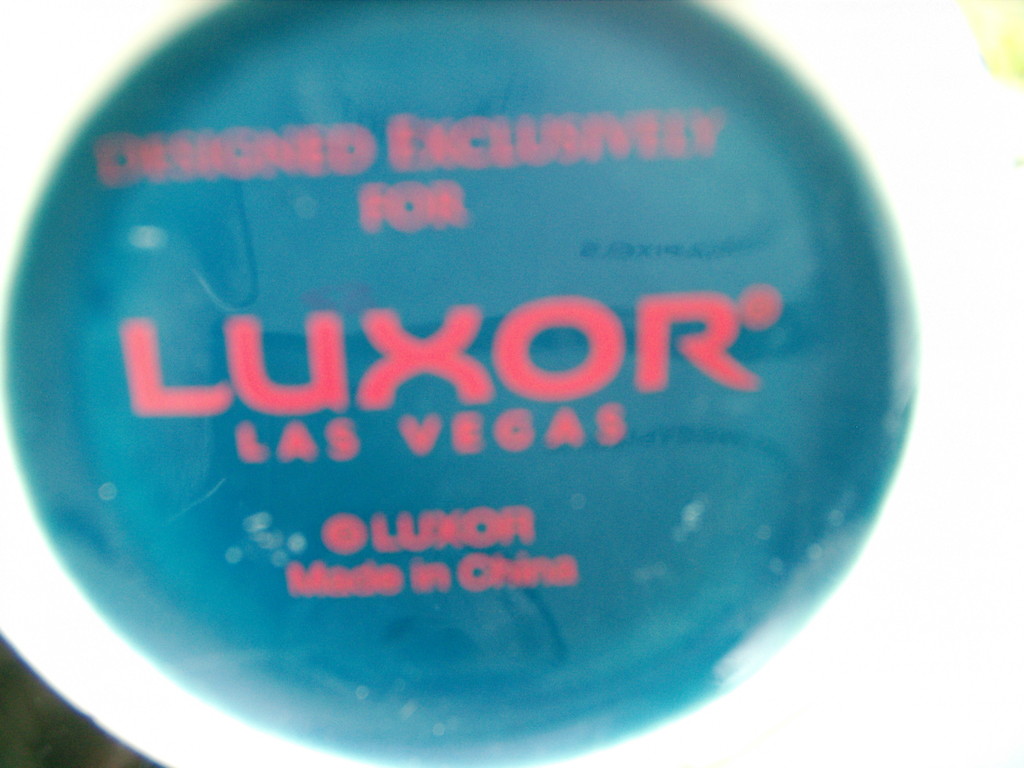 DESIGNED EXCLUSIVELY
FOR
LUXOR®
LAS VEGAS
© LUXOR
Made in China